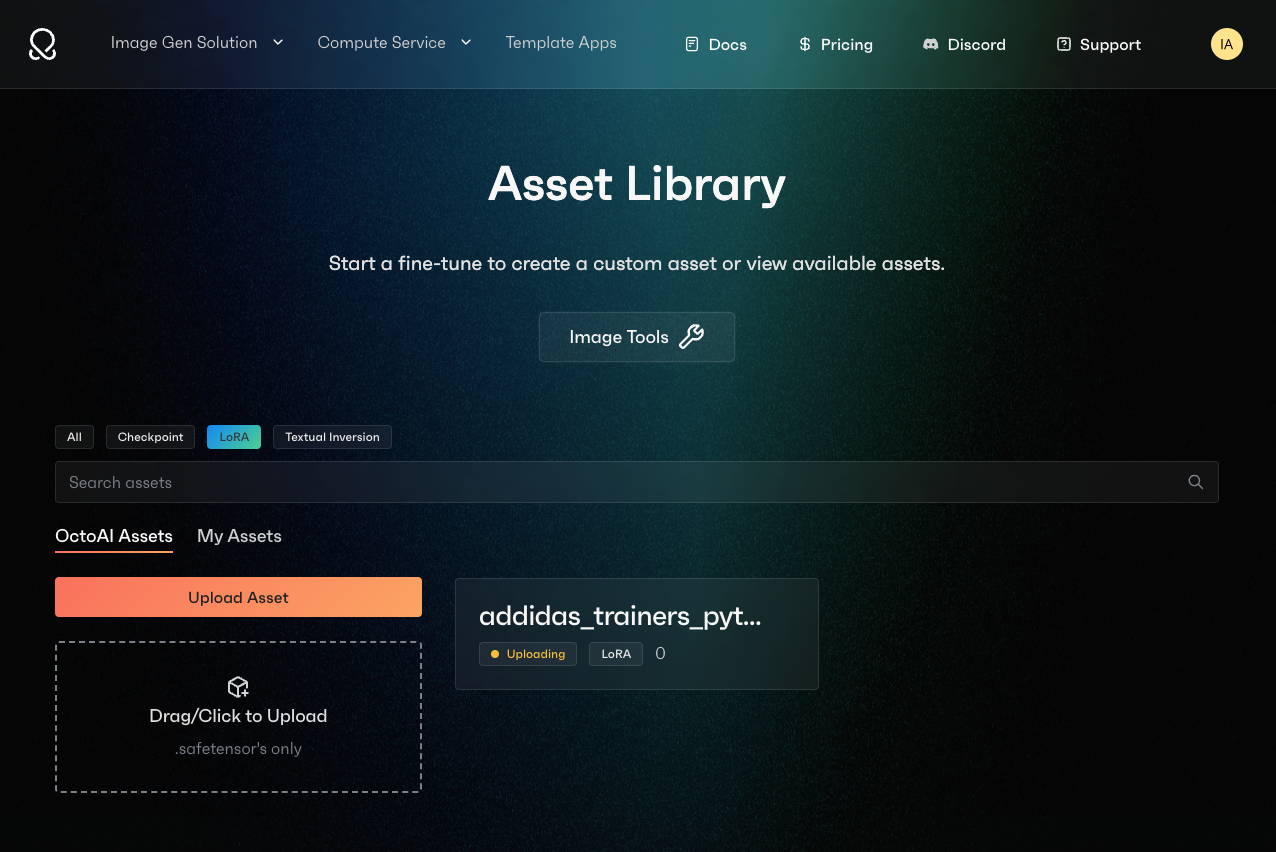 Image Gen Solution Compute Service Template Apps Docs Pricing Discord Support IA
Asset Library
Start a fine-tune to create a custom asset or view available assets.
Image Tools
All Checkpoint LoRA Textual Inversion
Search assets
OctoAI Assets My Assets
Upload Asset
Drag/Click to Upload
.safetensor's only
addidas_trainers_pyt...
Uploading LoRA 0